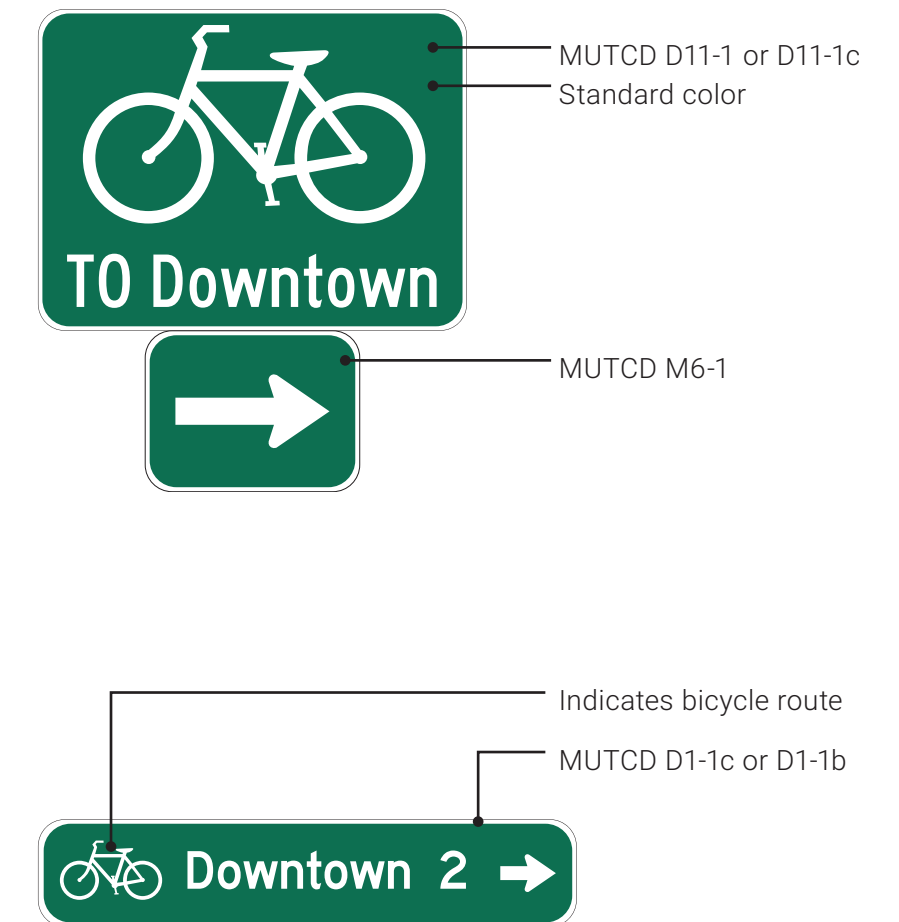 MUTCD D11-1 or D11-1c
Standard color
TO Downtown
MUTCD M6-1
Indicates bicycle route
MUTCD D1-1c or D1-1b
Downtown 2